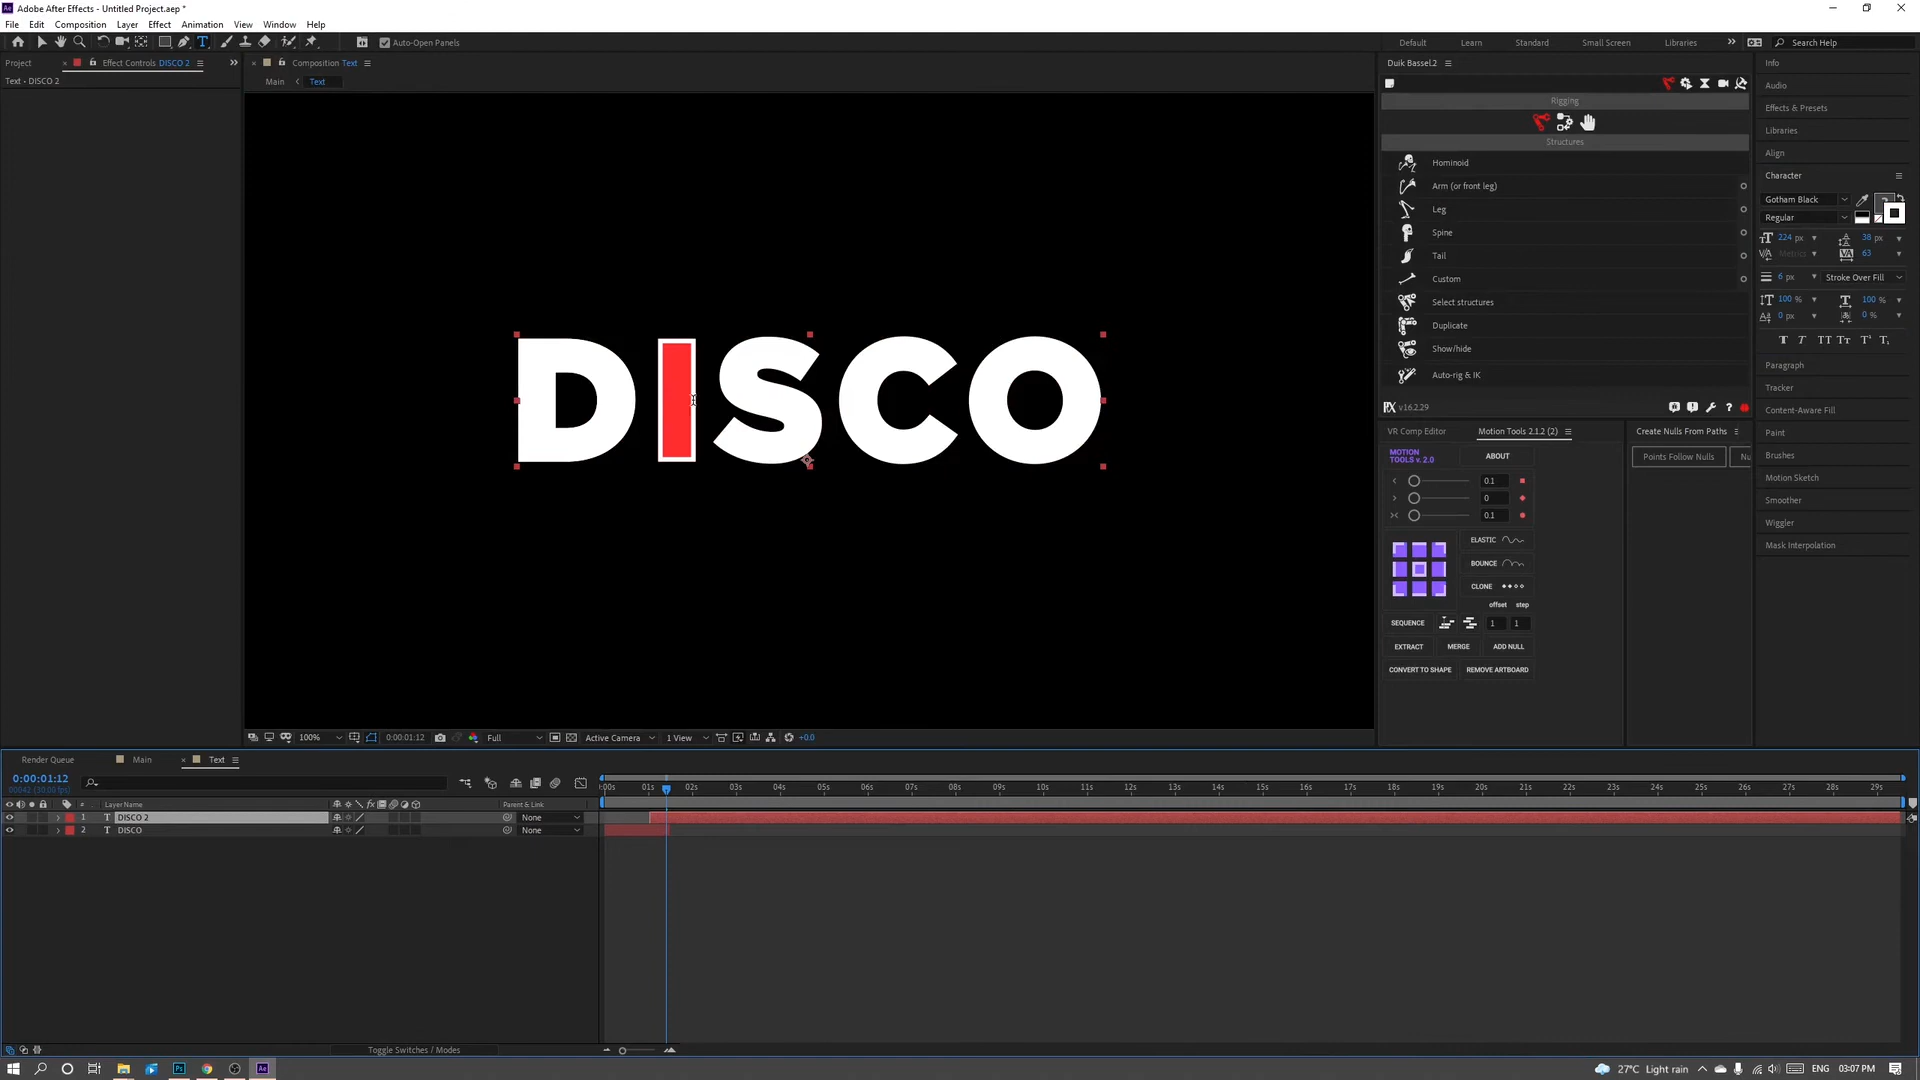 Adobe After Effects - Untitled Project.aep *
File Edit Composition Layer Effect Animation View Window Help
Auto-Open Panels
Default Learn Standard Small Screen Libraries
Search Help
Project
Effect Controls DISCO 2
Text • DISCO 2
Composition Text
Main Text
DISCO
Duik Bassel.2
Rigging
Structures
Hominoid
Arm (or front leg)
Leg
Spine
Tail
Custom
Select structures
Duplicate
Show/hide
Auto-rig & IK
v16.2.29
VR Comp Editor
Motion Tools 2.1.2 (2)
MOTION
TOOLS v. 2.0
ABOUT
0.1
0
0.1
ELASTIC
BOUNCE
CLONE
offset step
SEQUENCE
1 1
EXTRACT MERGE ADD NULL
CONVERT TO SHAPE REMOVE ARTBOARD
Create Nulls From Paths
Points Follow Nulls
Nu
Info
Audio
Effects & Presets
Libraries
Align
Character
Gotham Black
Regular
224 px
38 px
Metrics
63
6 px
Stroke Over Fill
100 %
100 %
0 px
0 %
Paragraph
Tracker
Content-Aware Fill
Paint
Brushes
Motion Sketch
Smoother
Wiggler
Mask Interpolation
100%
0:00:01:12
Full
Active Camera
1 View
+0.0
Render Queue
Main
Text
0:00:01:12
00042 (30.00 fps)
# Layer Name
Parent & Link
1 T DISCO 2
None
2 T DISCO
None
:00s 01s 02s 03s 04s 05s 06s 07s 08s 09s 10s 11s 12s 13s 14s 15s 16s 17s 18s 19s 20s 21s 22s 23s 24s 25s 26s 27s 28s 29s
Toggle Switches / Modes
27°C Light rain
ENG
03:07 PM